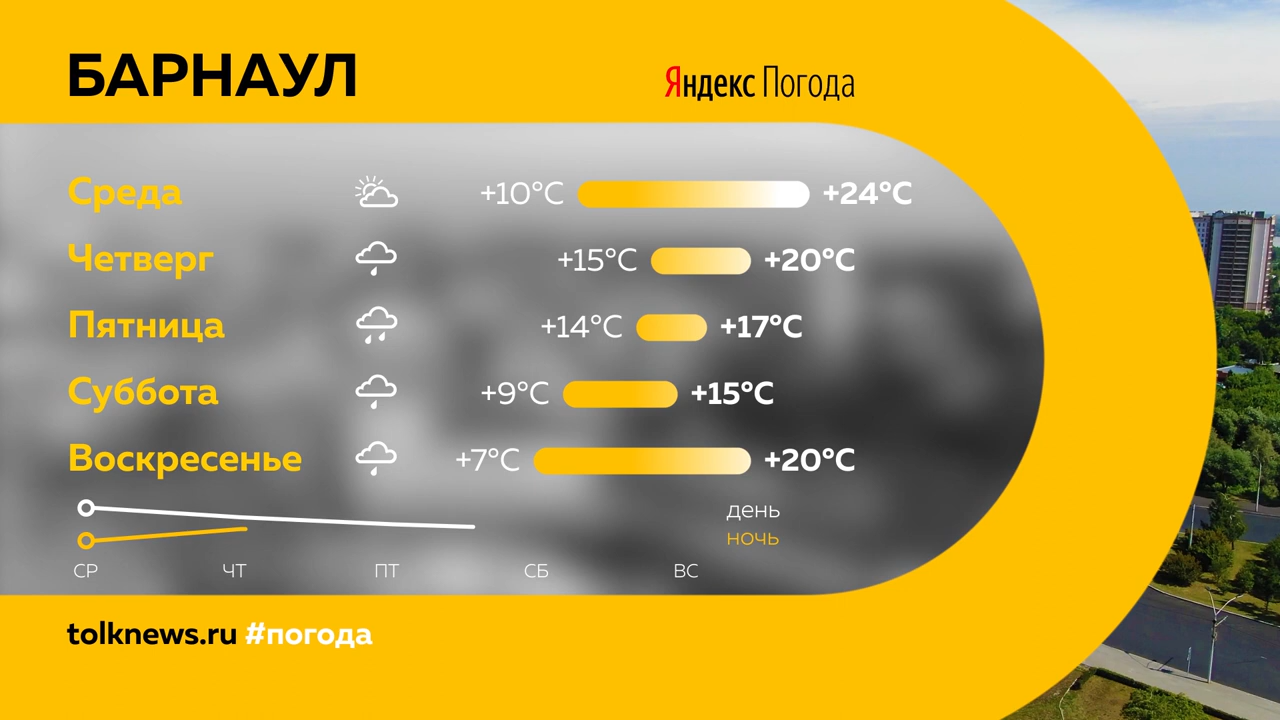 БАРНАУЛ
Яндекс Погода
Среда +10°C +24°C
Четверг +15°C +20°C
Пятница +14°C +17°C
Суббота +9°C +15°C
Воскресенье +7°C +20°C
день
ночь
СР ЧТ ПТ СБ ВС
tolknews.ru #погода